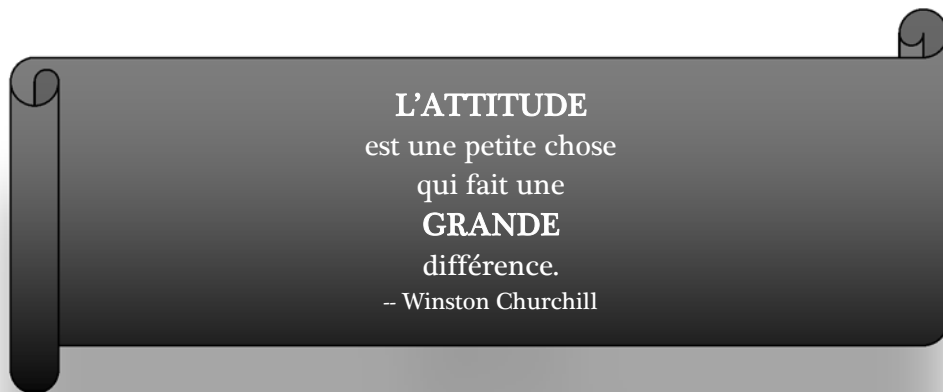 L’ATTITUDE
est une petite chose
qui fait une
GRANDE
différence.
-- Winston Churchill